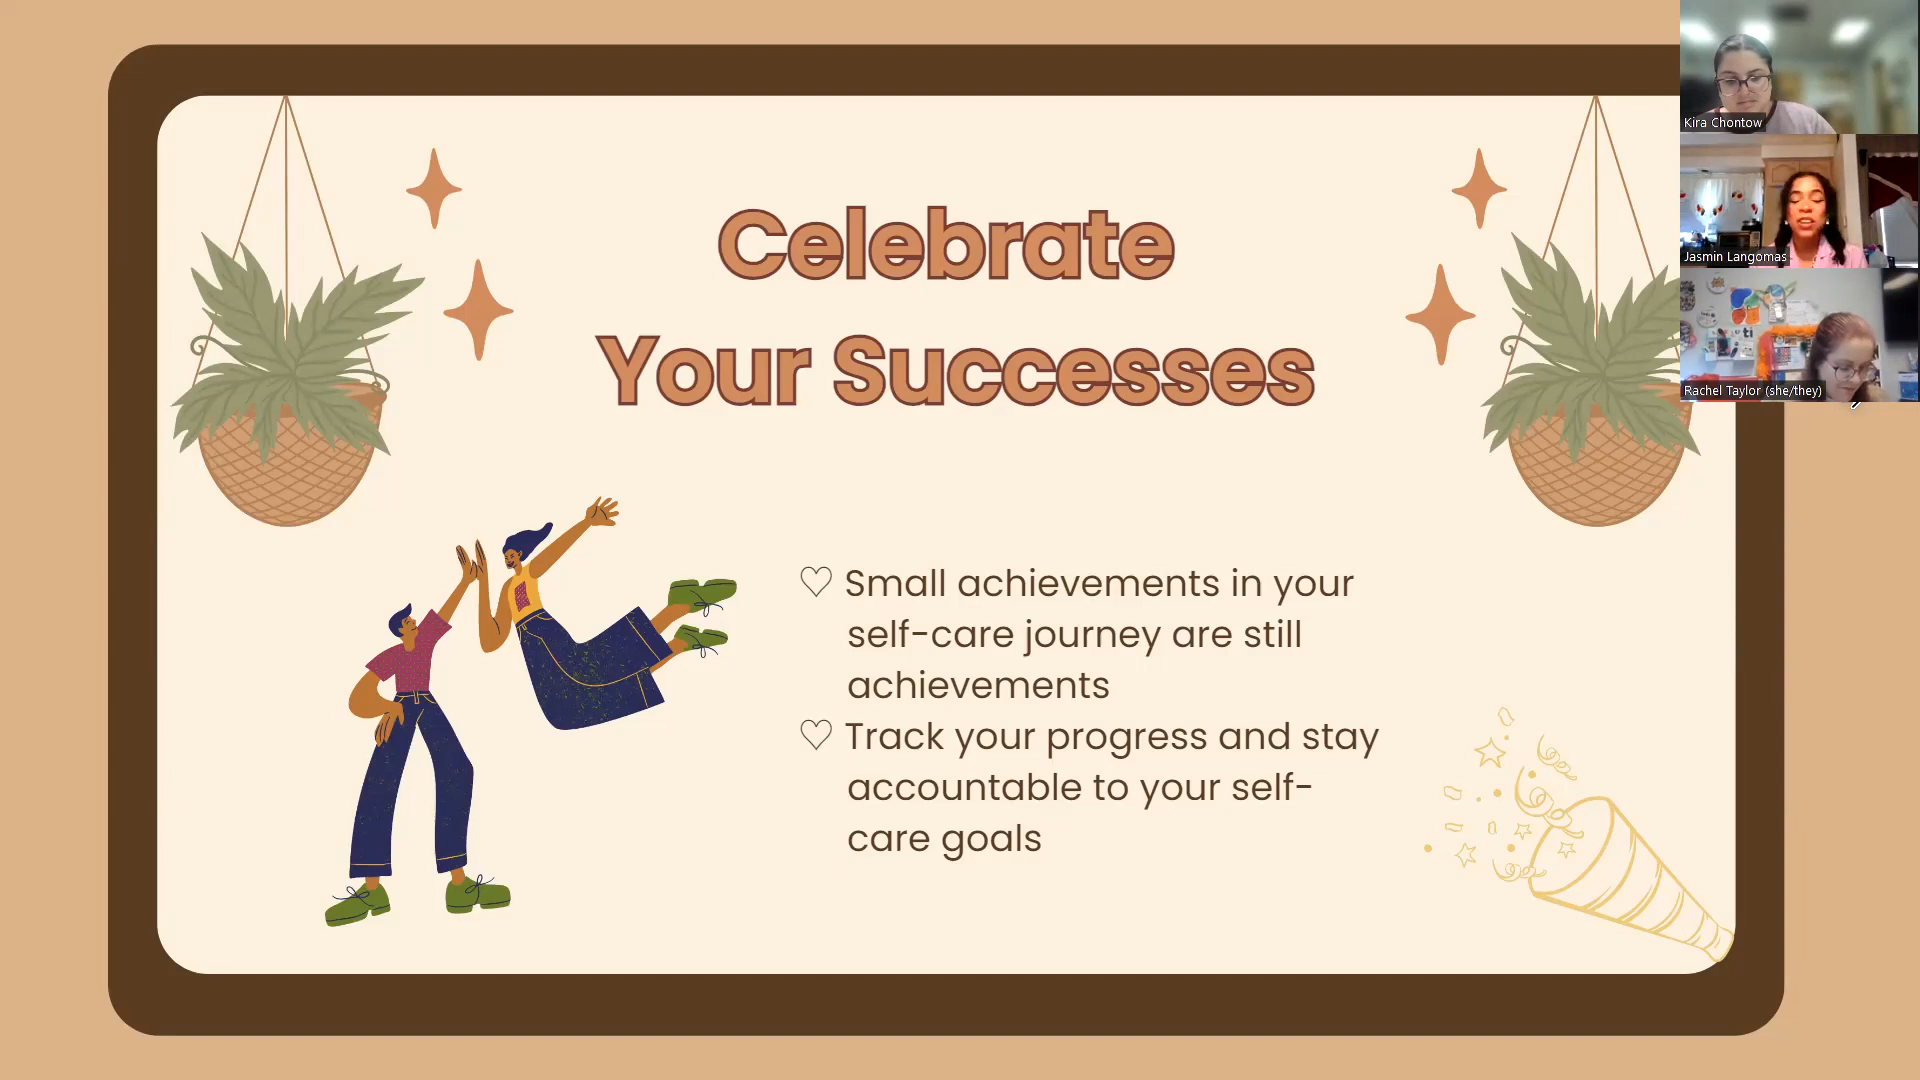 Celebrate
Your Successes
♡ Small achievements in your
self-care journey are still
achievements
♡ Track your progress and stay
accountable to your self-
care goals
Kira Chontow
Jasmin Langomas
Rachel Taylor (she/they)